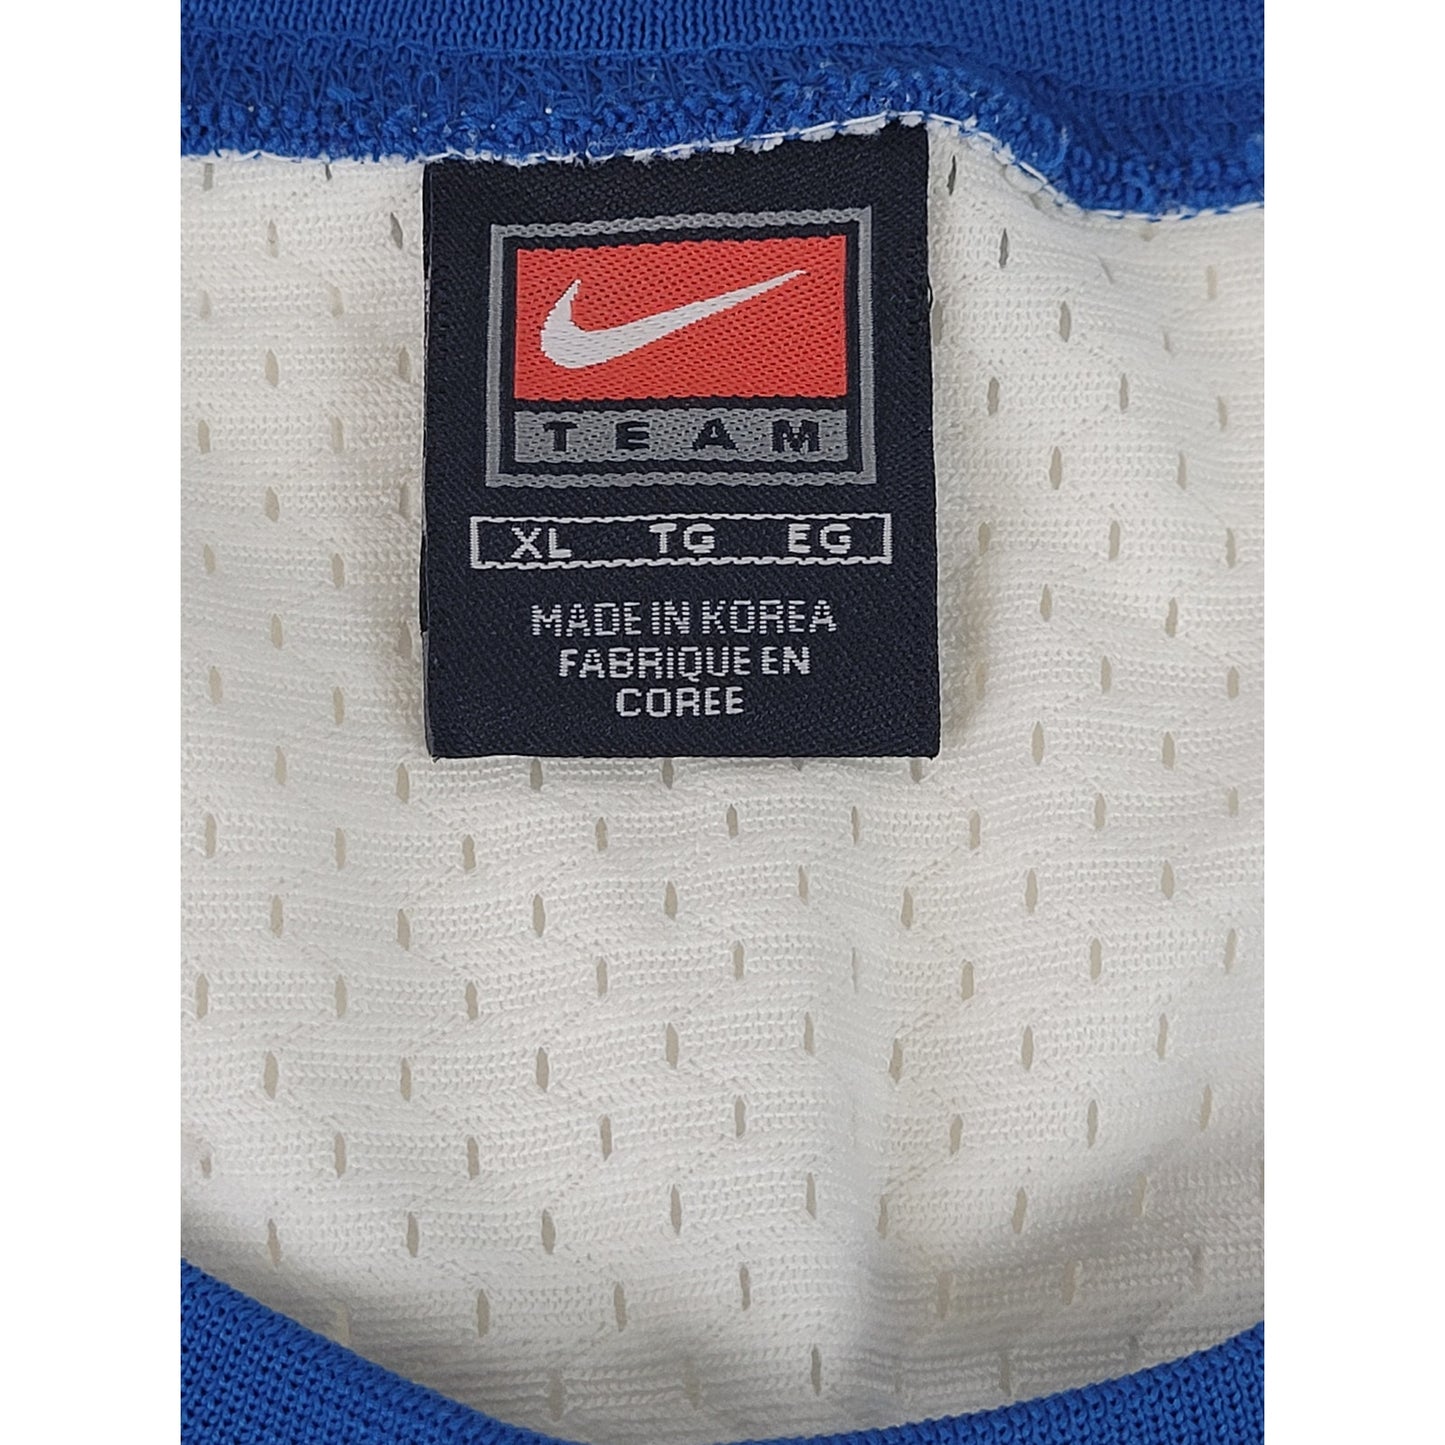 TEAM
XL TG EG
MADE IN KOREA
FABRIQUE EN
COREE